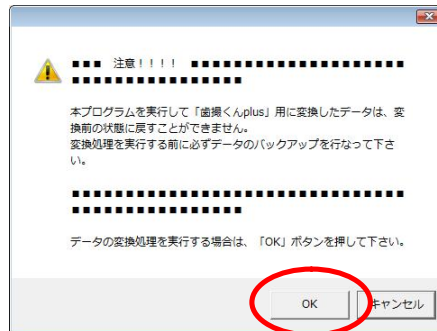 ■■■ 注意！！！！ ■■■■■■■■■■■■■■■■■■■■
■■■■■■■■■■■■■■■■
本プログラムを実行して「歯撮くんplus」用に変換したデータは、変
換前の状態に戻すことができません。
変換処理を実行する前に必ずデータのバックアップを行なって下さ
い。
■■■■■■■■■■■■■■■■■■■■■■■■■■■■■■■
■■■■■■■■■■■■■■■■
データの変換処理を実行する場合は、「OK」ボタンを押して下さい。
OK キャンセル